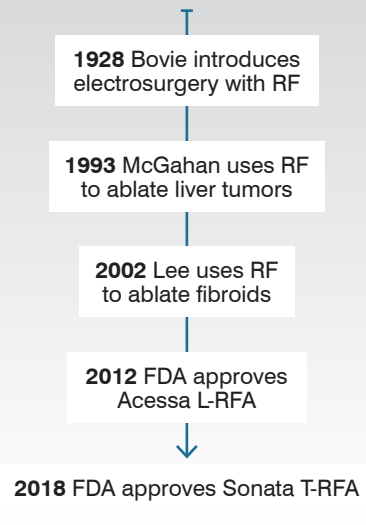 1928 Bovie introduces
electrosurgery with RF
1993 McGahan uses RF
to ablate liver tumors
2002 Lee uses RF
to ablate fibroids
2012 FDA approves
Acessa L-RFA
2018 FDA approves Sonata T-RFA